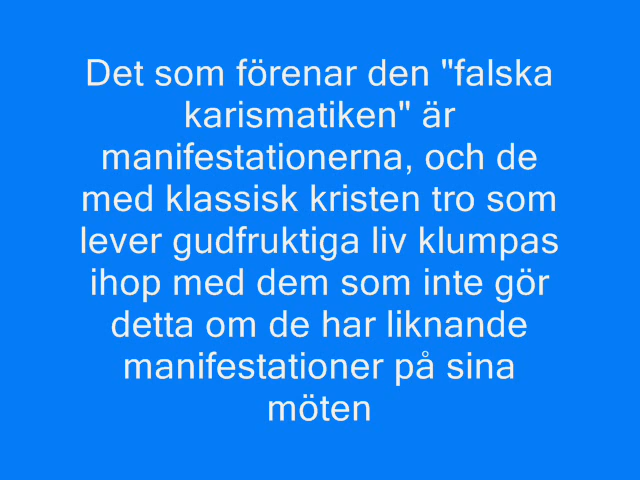 Det som förenar den "falska
karismatiken" är
manifestationerna, och de
med klassisk kristen tro som
lever gudfruktiga liv klumpas
ihop med dem som inte gör
detta om de har liknande
manifestationer på sina
möten